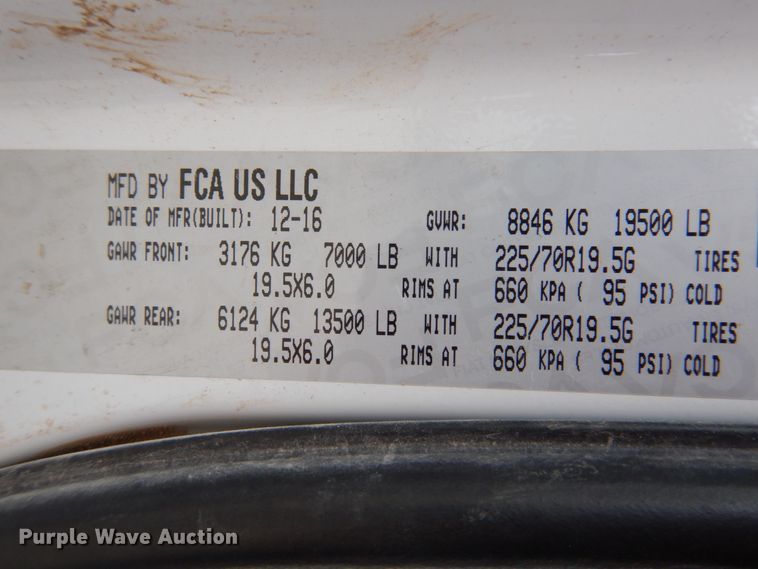 MFD BY FCA US LLC
DATE OF MFR(BUILT): 12-16 GVWR: 8846 KG 19500 LB
GAWR FRONT: 3176 KG 7000 LB WITH 225/70R19.5G TIRES
19.5X6.0 RIMS AT 660 KPA ( 95 PSI) COLD
GAWR REAR: 6124 KG 13500 LB WITH 225/70R19.5G TIRES
19.5X6.0 RIMS AT 660 KPA ( 95 PSI) COLD
Purple Wave Auction